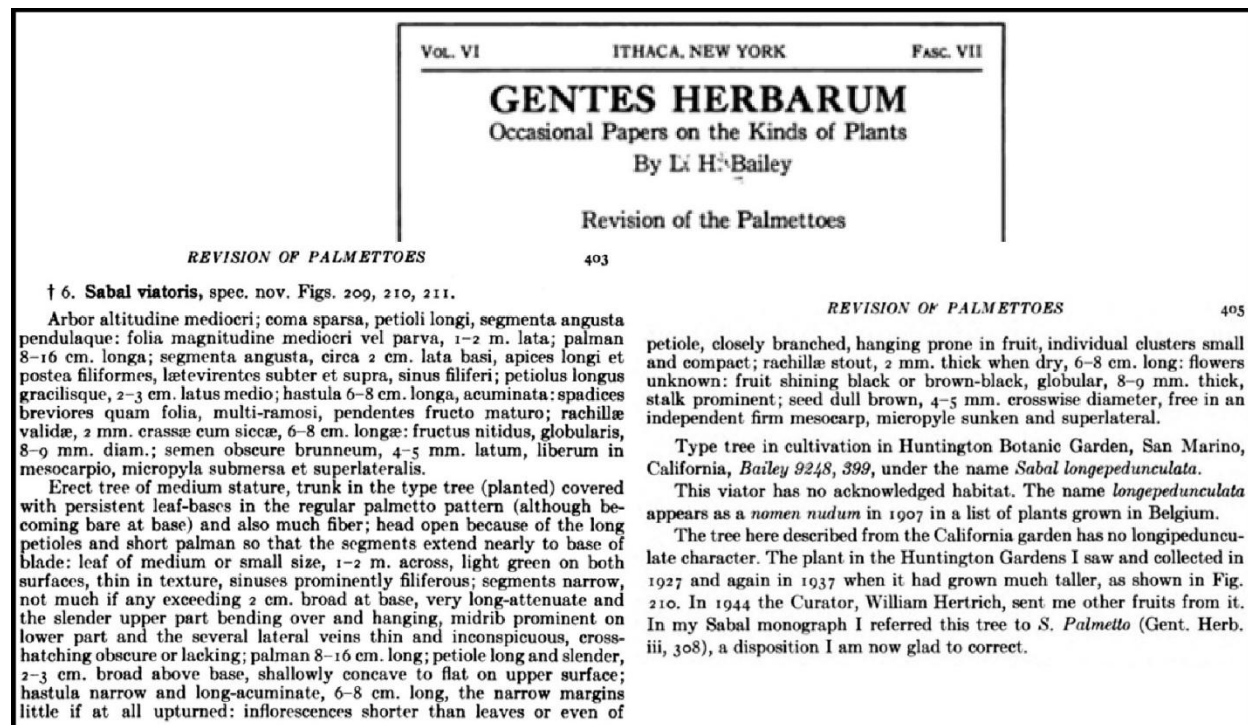 VOL. VI ITHACA, NEW YORK FASC. VII
GENTES HERBARUM
Occasional Papers on the Kinds of Plants
By L. H. Bailey
Revision of the Palmettoes
REVISION OF PALMETTOES 403
† 6. Sabal viatoris, spec. nov. Figs. 209, 210, 211.
Arbor altitudine mediocri; coma sparsa, petioli longi, segmenta angusta
pendulaque: folia magnitudine mediocri vel parva, 1–2 m. lata; palman
8–16 cm. longa; segmenta angusta, circa 2 cm. lata basi, apices longi et
postea filiformes, lætevirentes subter et supra, sinus filiferi; petiolus longus
gracilisque, 2–3 cm. latus medio; hastula 6–8 cm. longa, acuminata: spadices
breviores quam folia, multi-ramosi, pendentes fructo maturo; rachillæ
validæ, 2 mm. crassæ cum siccæ, 6–8 cm. longæ: fructus nitidus, globularis,
8–9 mm. diam.; semen obscure brunneum, 4–5 mm. latum, liberum in
mesocarpio, micropyla submersa et superlateralis.
Erect tree of medium stature, trunk in the type tree (planted) covered
with persistent leaf-bases in the regular palmetto pattern (although be-
coming bare at base) and also much fiber; head open because of the long
petioles and short palman so that the segments extend nearly to base of
blade: leaf of medium or small size, 1–2 m. across, light green on both
surfaces, thin in texture, sinuses prominently filiferous; segments narrow,
not much if any exceeding 2 cm. broad at base, very long-attenuate and
the slender upper part bending over and hanging, midrib prominent on
lower part and the several lateral veins thin and inconspicuous, cross-
hatching obscure or lacking; palman 8–16 cm. long; petiole long and slender,
2–3 cm. broad above base, shallowly concave to flat on upper surface;
hastula narrow and long-acuminate, 6–8 cm. long, the narrow margins
little if at all upturned: inflorescences shorter than leaves or even of
REVISION OF PALMETTOES 405
petiole, closely branched, hanging prone in fruit, individual clusters small
and compact; rachillæ stout, 2 mm. thick when dry, 6–8 cm. long: flowers
unknown: fruit shining black or brown-black, globular, 8–9 mm. thick,
stalk prominent; seed dull brown, 4–5 mm. crosswise diameter, free in an
independent firm mesocarp, micropyle sunken and superlateral.
Type tree in cultivation in Huntington Botanic Garden, San Marino,
California, Bailey 9248, 399, under the name Sabal longepedunculata.
This viator has no acknowledged habitat. The name longepedunculata
appears as a nomen nudum in 1907 in a list of plants grown in Belgium.
The tree here described from the California garden has no longipeduncu-
late character. The plant in the Huntington Gardens I saw and collected in
1927 and again in 1937 when it had grown much taller, as shown in Fig.
210. In 1944 the Curator, William Hertrich, sent me other fruits from it.
In my Sabal monograph I referred this tree to S. Palmetto (Gent. Herb.
iii, 308), a disposition I am now glad to correct.